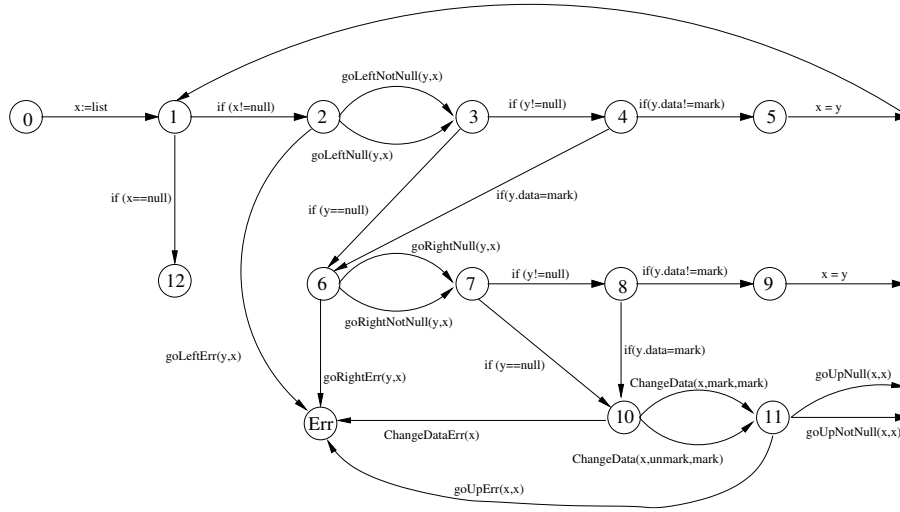 goLeftNotNull(y,x)
0
x:=list
1
if (x!=null)
2
3
if (y!=null)
4
if(y.data!=mark)
5
x = y
goLeftNull(y,x)
if (x==null)
if (y==null)
if(y.data=mark)
goRightNull(y,x)
12
6
7
if (y!=null)
8
if(y.data!=mark)
9
x = y
goRightNotNull(y,x)
goLeftErr(y,x)
goRightErr(y,x)
if (y==null)
if(y.data=mark)
ChangeData(x,mark,mark)
goUpNull(x,x)
Err
10
11
ChangeDataErr(x)
goUpNotNull(x,x)
ChangeData(x,unmark,mark)
goUpErr(x,x)